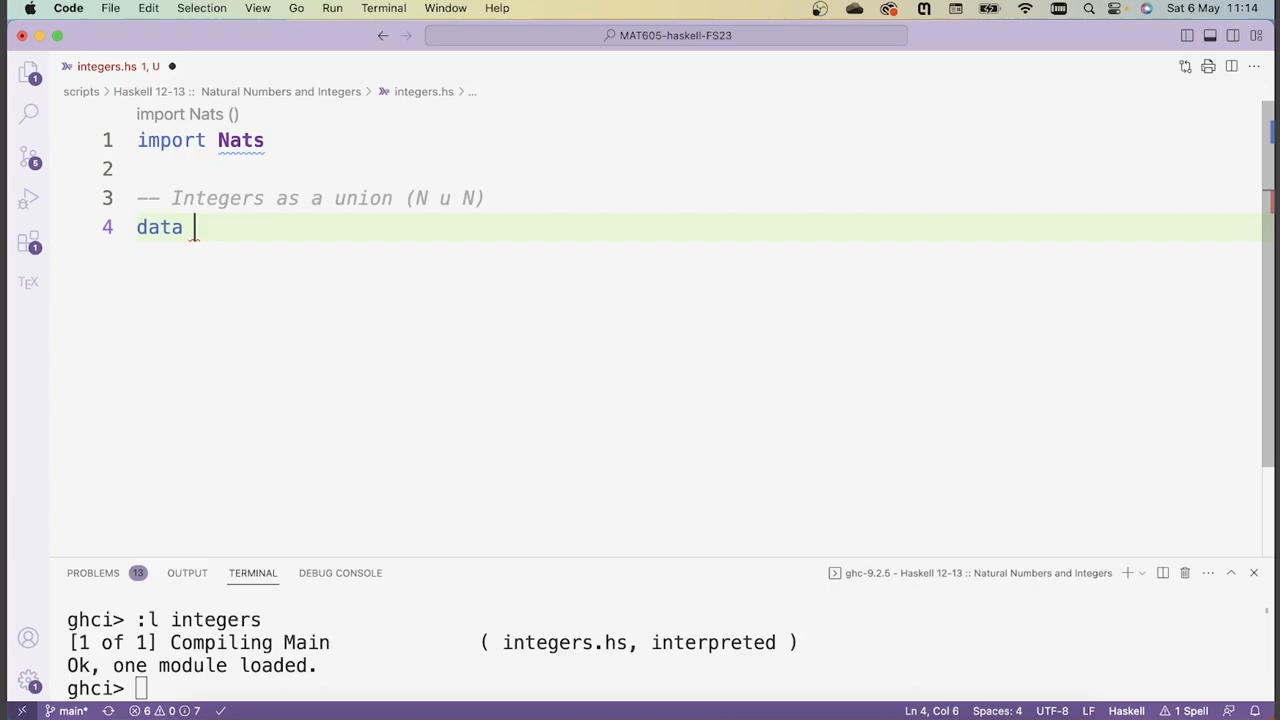 Code File Edit Selection View Go Run Terminal Window Help Sat 6 May 11:14
MAT605-haskell-FS23
integers.hs 1, U
scripts > Haskell 12-13 :: Natural Numbers and Integers > integers.hs > ...
import Nats ()
1 import Nats
2
3 -- Integers as a union (N u N)
4 data
TEX
PROBLEMS 13 OUTPUT TERMINAL DEBUG CONSOLE ghc-9.2.5 - Haskell 12-13 :: Natural Numbers and Integers
ghci> :l integers
[1 of 1] Compiling Main ( integers.hs, interpreted )
Ok, one module loaded.
ghci>
main* 6 0 7 Ln 4, Col 6 Spaces: 4 UTF-8 LF Haskell 1 Spell